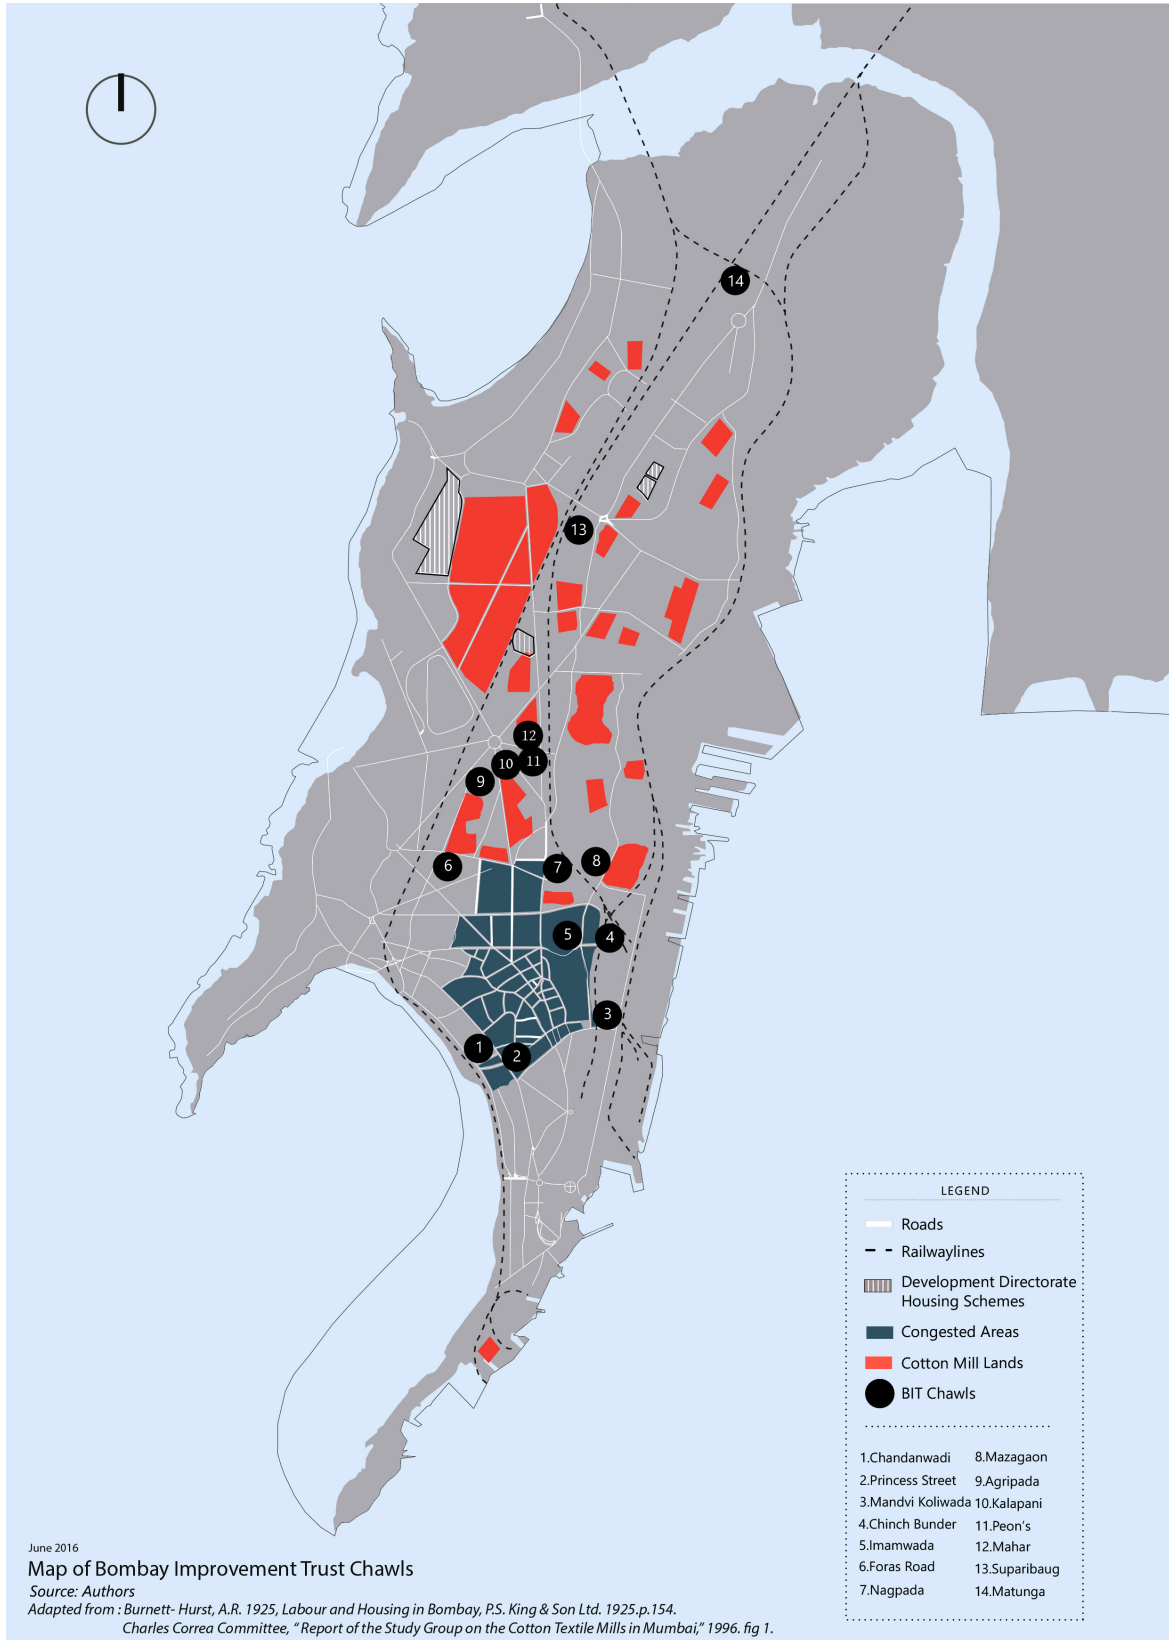 14
13
12
11
10
9
8
6
7
5
4
3
1
2
LEGEND
Roads
Railwaylines
Development Directorate
Housing Schemes
Congested Areas
Cotton Mill Lands
BIT Chawls
1.Chandanwadi
2.Princess Street
3.Mandvi Koliwada
4.Chinch Bunder
5.Imamwada
6.Foras Road
7.Nagpada
8.Mazagaon
9.Agripada
10.Kalapani
11.Peon's
12.Mahar
13.Suparibaug
14.Matunga
June 2016
Map of Bombay Improvement Trust Chawls
Source: Authors
Adapted from : Burnett- Hurst, A.R. 1925, Labour and Housing in Bombay, P.S. King & Son Ltd. 1925.p.154.
Charles Correa Committee, “ Report of the Study Group on the Cotton Textile Mills in Mumbai,” 1996. fig 1.